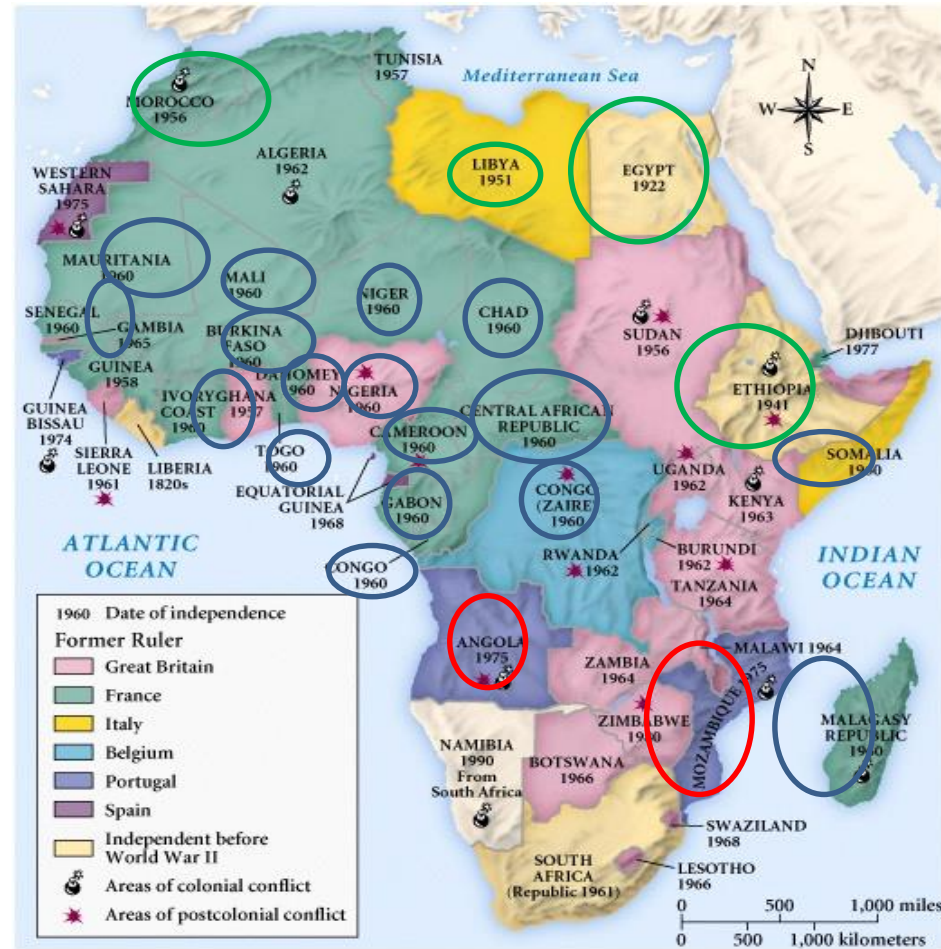 TUNISIA
1957
Mediterranean Sea
N
W
E
S
MOROCCO
1956
ALGERIA
1962
LIBYA
1951
EGYPT
1922
WESTERN
SAHARA
1975
MAURITANIA
1960
MALI
1960
NIGER
1960
CHAD
1960
SUDAN
1956
DJIBOUTI
1977
SENEGAL
1960
GAMBIA
1965
BURKINA
FASO
1960
GUINEA
1958
DAHOMEY
1960
NIGERIA
1960
ETHIOPIA
1941
IVORY
COAST
1960
GHANA
1957
CENTRAL AFRICAN
REPUBLIC
1960
CAMEROON
1960
GUINEA
BISSAU
1974
SIERRA
LEONE
1961
LIBERIA
1820s
TOGO
1960
EQUATORIAL
GUINEA
1968
GABON
1960
CONGO
(ZAIRE)
1960
UGANDA
1962
KENYA
1963
SOMALIA
1960
CONGO
1960
RWANDA
1962
BURUNDI
1962
TANZANIA
1964
ATLANTIC
OCEAN
INDIAN
OCEAN
ANGOLA
1975
ZAMBIA
1964
MALAWI 1964
MOZAMBIQUE 1975
ZIMBABWE
1980
MALAGASY
REPUBLIC
1960
NAMIBIA
1990
From
South Africa
BOTSWANA
1966
SWAZILAND
1968
LESOTHO
1966
SOUTH
AFRICA
(Republic 1961)
1960 Date of independence
Former Ruler
Great Britain
France
Italy
Belgium
Portugal
Spain
Independent before
World War II
Areas of colonial conflict
Areas of postcolonial conflict
0 500 1,000 miles
0 500 1,000 kilometers